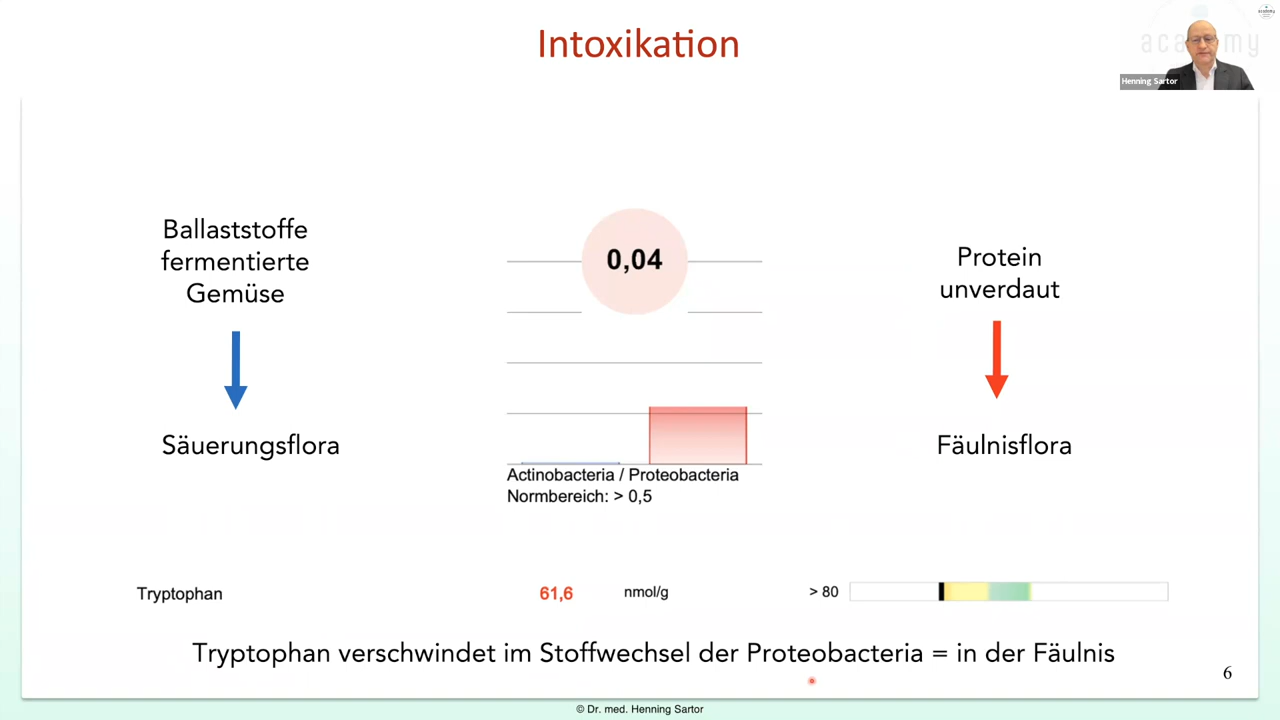 Intoxikation
academy
Henning Sartor
Ballaststoffe
fermentierte
Gemüse
Säuerungsflora
0,04
Actinobacteria / Proteobacteria
Normbereich: > 0,5
Protein
unverdaut
Fäulnisflora
Tryptophan 61,6 nmol/g > 80
Tryptophan verschwindet im Stoffwechsel der Proteobacteria = in der Fäulnis
6
© Dr. med. Henning Sartor